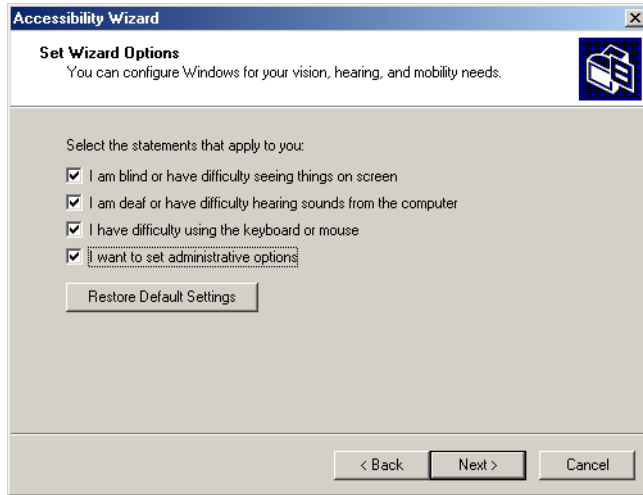 Accessibility Wizard
Set Wizard Options
You can configure Windows for your vision, hearing, and mobility needs.
Select the statements that apply to you:
I am blind or have difficulty seeing things on screen
I am deaf or have difficulty hearing sounds from the computer
I have difficulty using the keyboard or mouse
I want to set administrative options
Restore Default Settings
< Back Next > Cancel